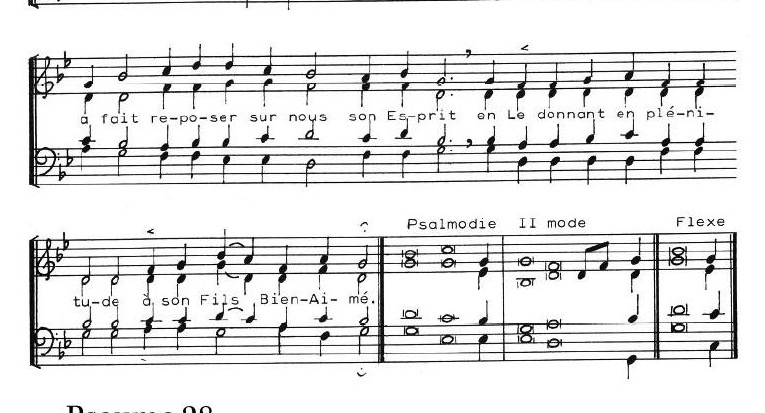 a fait re-po-ser sur nous son Es-prit en Le donnant en plé-ni-
Psalmodie II mode Flexe
tu-de à son Fils Bien-Ai- mé.